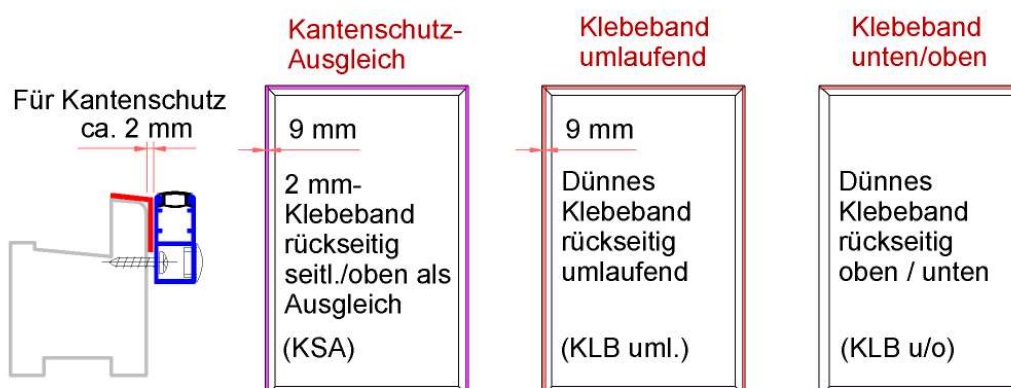 Für Kantenschutz
ca. 2 mm
Kantenschutz-
Ausgleich
9 mm
2 mm-
Klebeband
rückseitig
seitl./oben als
Ausgleich
(KSA)
Klebeband
umlaufend
9 mm
Dünnes
Klebeband
rückseitig
umlaufend
(KLB uml.)
Klebeband
unten/oben
Dünnes
Klebeband
rückseitig
oben / unten
(KLB u/o)